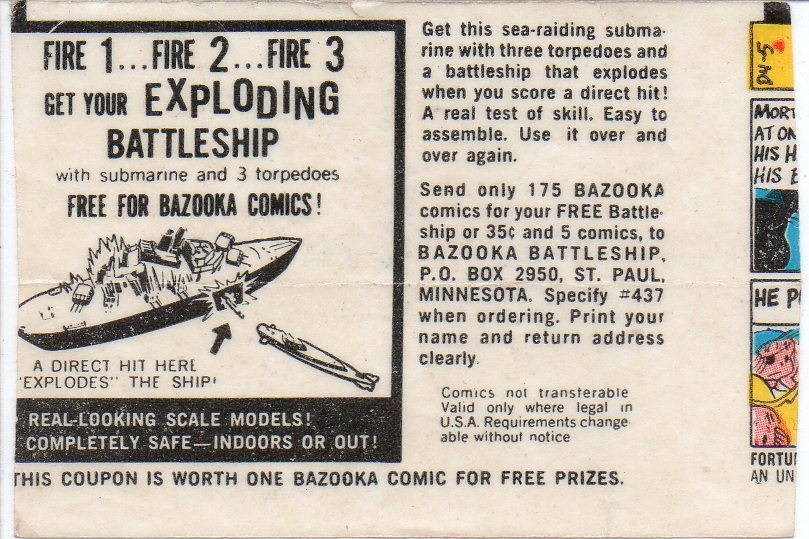 FIRE 1...FIRE 2...FIRE 3
GET YOUR EXPLODING
BATTLESHIP
with submarine and 3 torpedoes
FREE FOR BAZOOKA COMICS!
A DIRECT HIT HERE
"EXPLODES" THE SHIP!
REAL-LOOKING SCALE MODELS!
COMPLETELY SAFE—INDOORS OR OUT!
Get this sea-raiding subma-
rine with three torpedoes and
a battleship that explodes
when you score a direct hit!
A real test of skill. Easy to
assemble. Use it over and
over again.
Send only 175 BAZOOKA
comics for your FREE Battle-
ship or 35¢ and 5 comics, to
BAZOOKA BATTLESHIP,
P.O. BOX 2950, ST. PAUL,
MINNESOTA. Specify #437
when ordering. Print your
name and return address
clearly.
Comics not transferable
Valid only where legal in
U.S.A. Requirements change-
able without notice
THIS COUPON IS WORTH ONE BAZOOKA COMIC FOR FREE PRIZES.
MORT
AT ON
HIS H
HIS
HE P
FORTU
AN UN